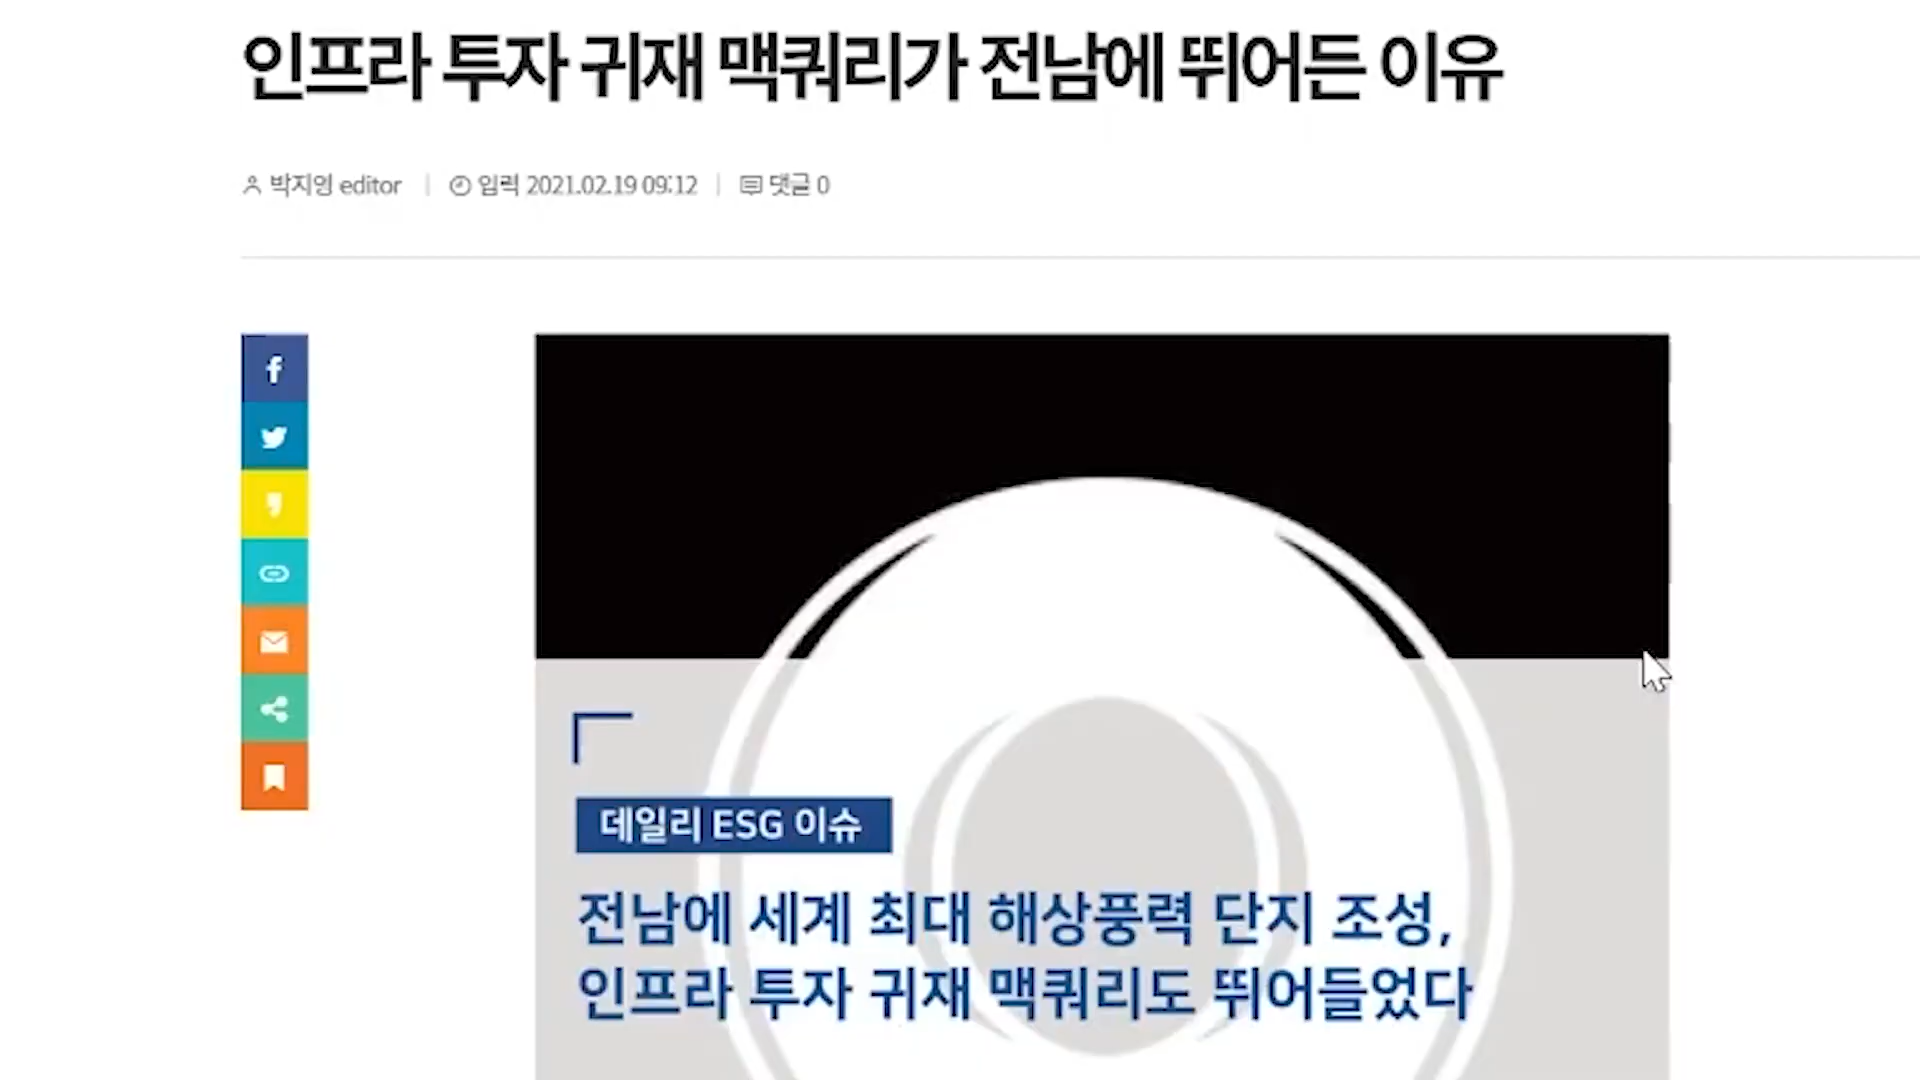 인프라 투자 귀재 맥쿼리가 전남에 뛰어든 이유
박지영 editor | 입력 2021.02.19 09:12 | 댓글 0
데일리 ESG 이슈
전남에 세계 최대 해상풍력 단지 조성,
인프라 투자 귀재 맥쿼리도 뛰어들었다